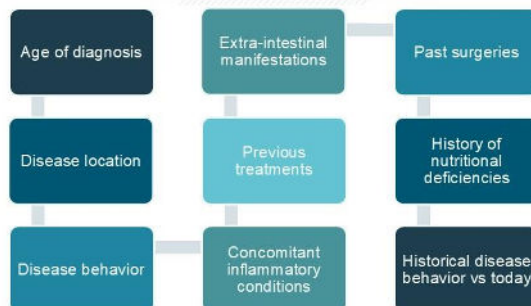 Age of diagnosis
Disease location
Disease behavior
Concomitant
inflammatory
conditions
Previous
treatments
Extra-intestinal
manifestations
Past surgeries
History of
nutritional
deficiencies
Historical disease
behavior vs today